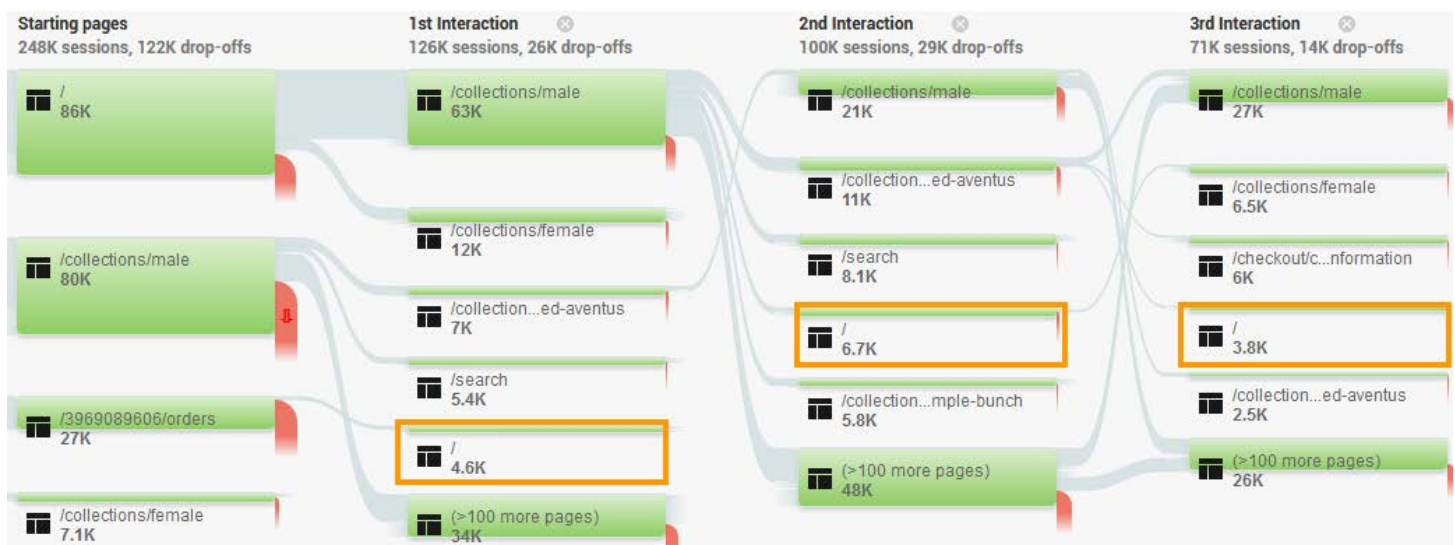 Starting pages
248K sessions, 122K drop-offs
/
86K
/collections/male
80K
/3969089606/orders
27K
/collections/female
7.1K
1st Interaction
126K sessions, 26K drop-offs
/collections/male
63K
/collections/female
12K
/collection...ed-aventus
7K
/search
5.4K
/
4.6K
(>100 more pages)
34K
2nd Interaction
100K sessions, 29K drop-offs
/collections/male
21K
/collection...ed-aventus
11K
/search
8.1K
/
6.7K
/collection...mple-bunch
5.8K
(>100 more pages)
48K
3rd Interaction
71K sessions, 14K drop-offs
/collections/male
27K
/collections/female
6.5K
/checkout/c...nformation
6K
/
3.8K
/collection...ed-aventus
2.5K
(>100 more pages)
26K